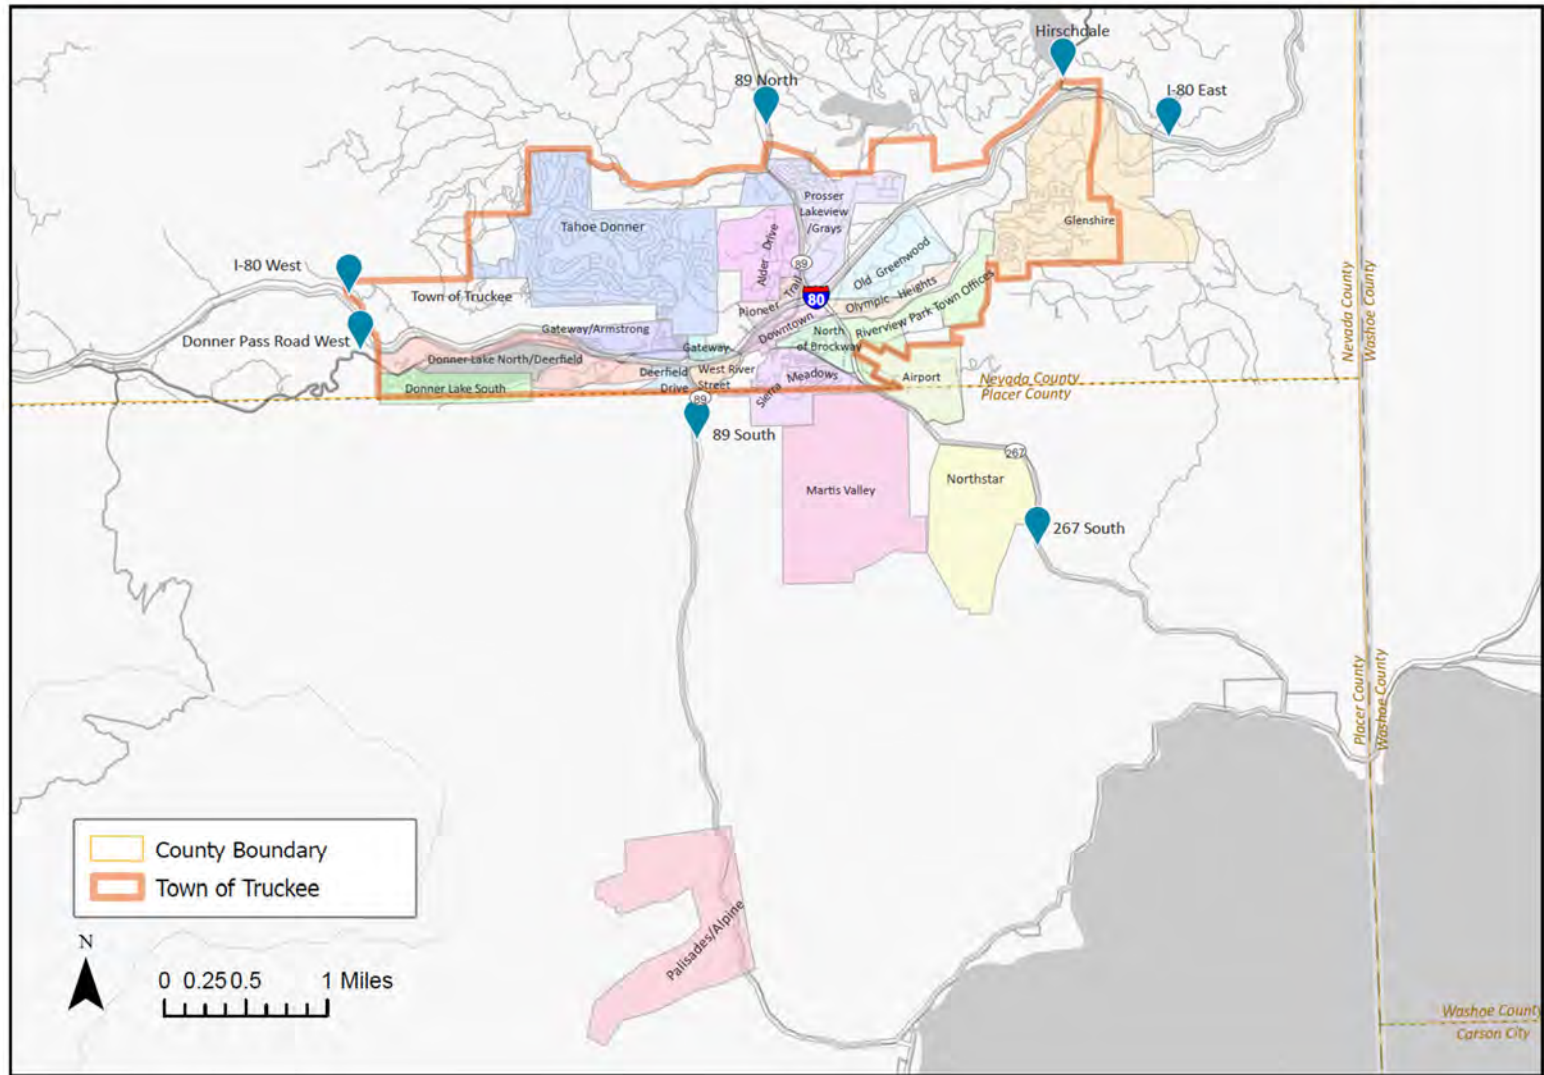 Hirschdale
89 North
I-80 East
Prosser
Lakeview
/Grays
Glenshire
Tahoe Donner
Alder Drive
Old Greenwood
I-80 West
89
Town of Truckee
Pioneer Trail
80
Olympic Heights
Riverview Park Town Offices
Nevada County
Washoe County
Gateway/Armstrong
Downtown
Donner Pass Road West
North
of Brockway
Gateway
Donner Lake North/Deerfield
Deerfield
Drive
West River
Street
Sierra Meadows
Airport
Donner Lake South
Nevada County
Placer County
89
89 South
267
Northstar
Martis Valley
267 South
Placer County
Washoe County
County Boundary
Town of Truckee
Palisades/Alpine
N
0 0.25 0.5 1 Miles
Washoe County
Carson City